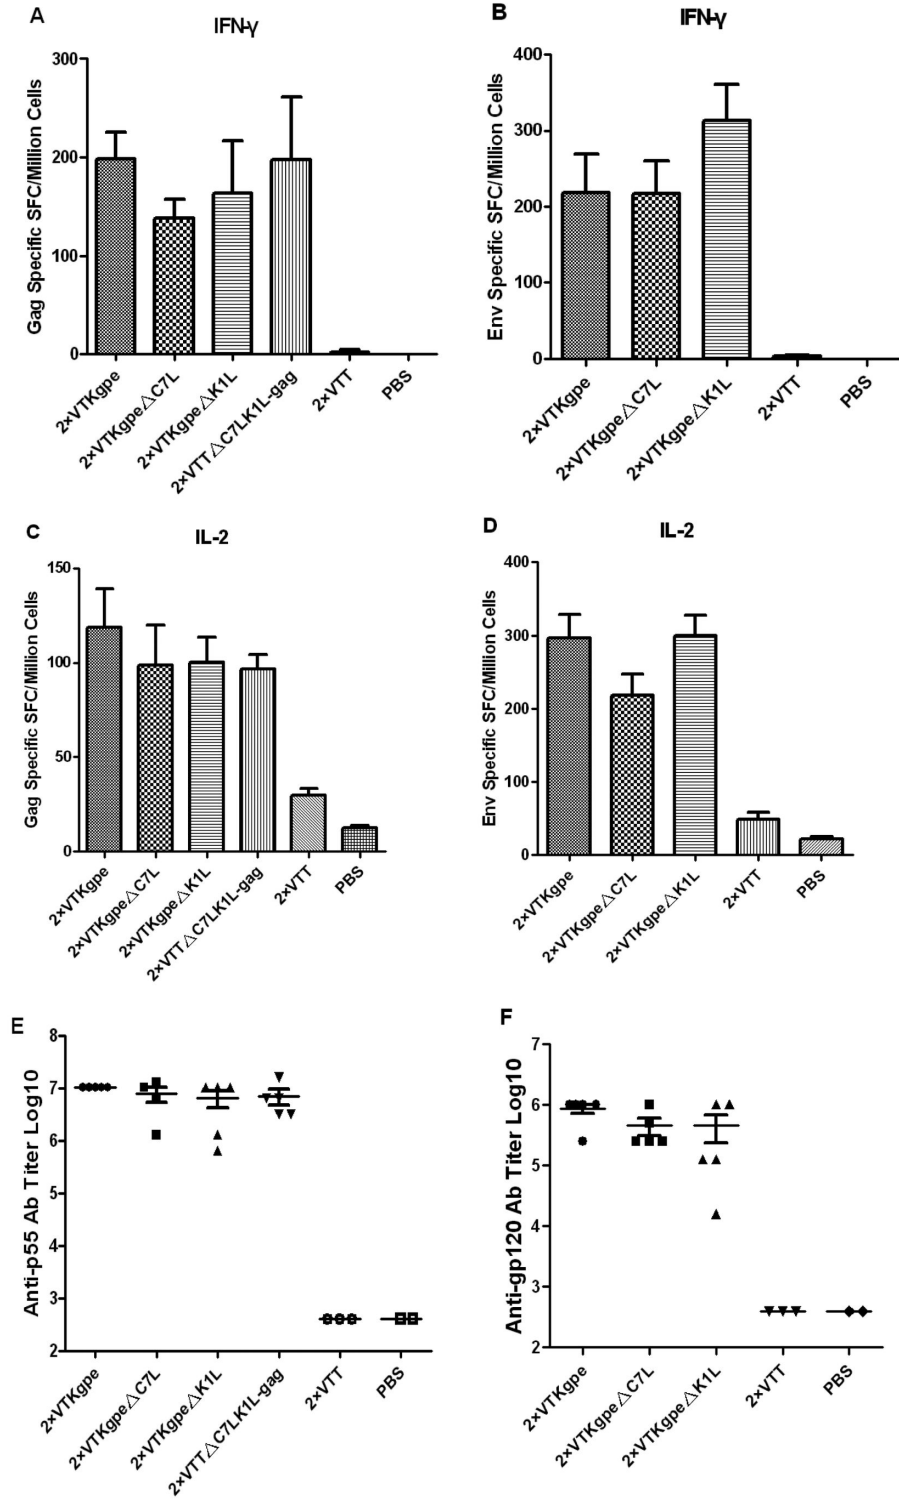 A
IFN-γ
Gag Specific SFC/Million Cells
300
200
100
0
2×VTKgpe
2×VTKgpe△C7L
2×VTKgpe△K1L
2×VTT△C7LK1L-gag
2×VTT
PBS
B
IFN-γ
Env Specific SFC/Million Cells
400
300
200
100
0
2×VTKgpe
2×VTKgpe△C7L
2×VTKgpe△K1L
2×VTT
PBS
C
IL-2
Gag Specific SFC/Million Cells
150
100
50
0
2×VTKgpe
2×VTKgpe△C7L
2×VTKgpe△K1L
2×VTT△C7LK1L-gag
2×VTT
PBS
D
IL-2
Env Specific SFC/Million Cells
400
300
200
100
0
2×VTKgpe
2×VTKgpe△C7L
2×VTKgpe△K1L
2×VTT
PBS
E
Anti-p55 Ab Titer Log10
8
7
6
5
4
3
2
2×VTKgpe
2×VTKgpe△C7L
2×VTKgpe△K1L
2×VTT△C7LK1L-gag
2×VTT
PBS
F
Anti-gp120 Ab Titer Log10
7
6
5
4
3
2
2×VTKgpe
2×VTKgpe△C7L
2×VTKgpe△K1L
2×VTT
PBS